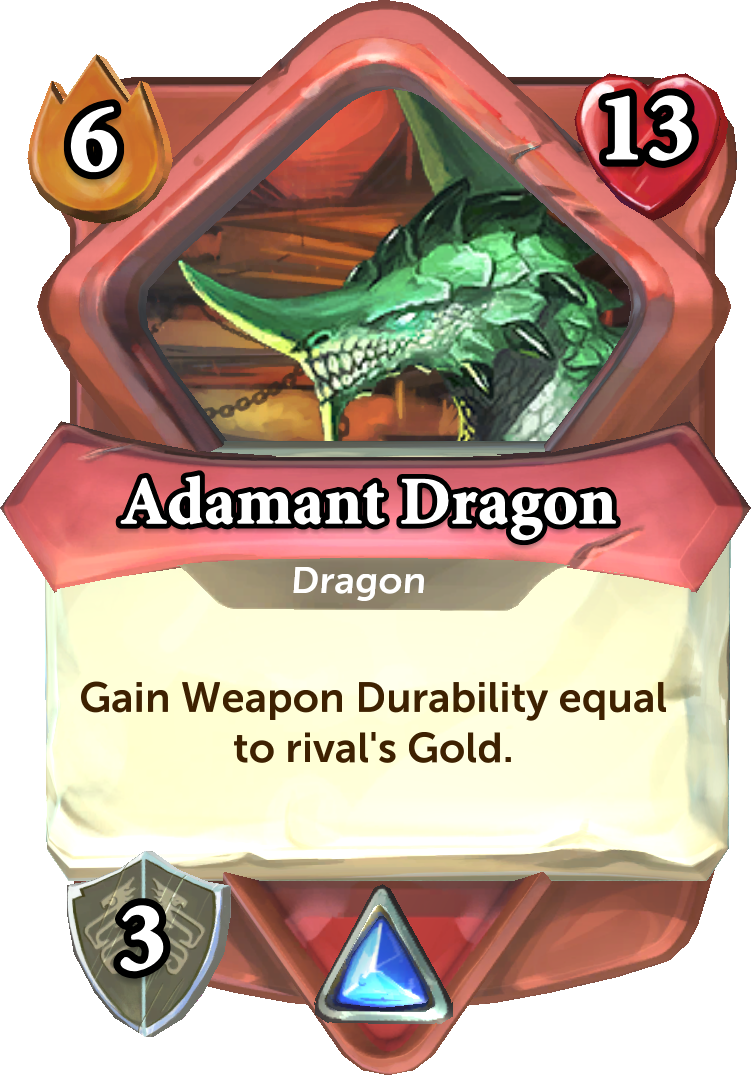 6
13
Adamant Dragon
Dragon
Gain Weapon Durability equal
to rival's Gold.
3